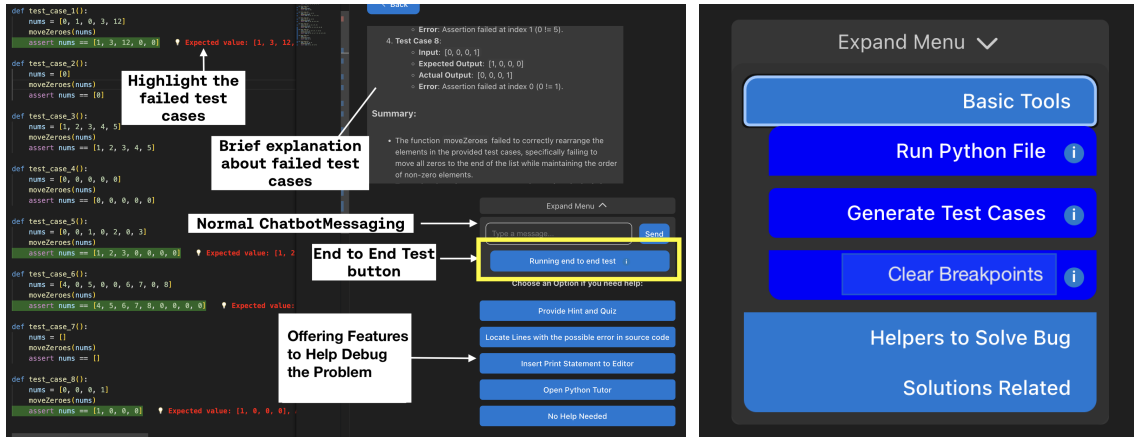 def test_case_1():
nums = [0, 1, 0, 3, 12]
moveZeroes(nums)
assert nums == [1, 3, 12, 0, 0] Expected value: [1, 3, 12,
def test_case_2():
nums = [0]
moveZeroes(nums)
assert nums == [0]
def test_case_3():
nums = [1, 2, 3, 4, 5]
moveZeroes(nums)
assert nums == [1, 2, 3, 4, 5]
def test_case_4():
nums = [0, 0, 0, 0, 0]
moveZeroes(nums)
assert nums == [0, 0, 0, 0, 0]
def test_case_5():
nums = [0, 0, 1, 0, 2, 0, 3]
moveZeroes(nums)
assert nums == [1, 2, 3, 0, 0, 0, 0] Expected value: [1, 2
def test_case_6():
nums = [4, 0, 5, 0, 0, 6, 7, 0, 8]
moveZeroes(nums)
assert nums == [4, 5, 6, 7, 8, 0, 0, 0, 0] Expected value:
def test_case_7():
nums = []
moveZeroes(nums)
assert nums == []
def test_case_8():
nums = [0, 0, 0, 1]
moveZeroes(nums)
assert nums == [1, 0, 0, 0] Expected value: [1, 0, 0, 0],
Highlight the
failed test
cases
Brief explanation
about failed test
cases
Normal ChatbotMessaging
End to End Test
button
Offering Features
to Help Debug
the Problem
< Back
Error: Assertion failed at index 1 (0 != 5).
4. Test Case 8:
Input: [0, 0, 0, 1]
Expected Output: [1, 0, 0, 0]
Actual Output: [0, 0, 0, 1]
Error: Assertion failed at index 0 (0 != 1).
Summary:
• The function moveZeroes failed to correctly rearrange the
elements in the provided test cases, specifically failing to
move all zeros to the end of the list while maintaining the order
of non-zero elements.
Expand Menu
Type a message...
Send
Running end to end test i
Choose an Option if you need help:
Provide Hint and Quiz
Locate Lines with the possible error in source code
Insert Print Statement to Editor
Open Python Tutor
No Help Needed
Expand Menu
Basic Tools
Run Python File i
Generate Test Cases i
Clear Breakpoints i
Helpers to Solve Bug
Solutions Related